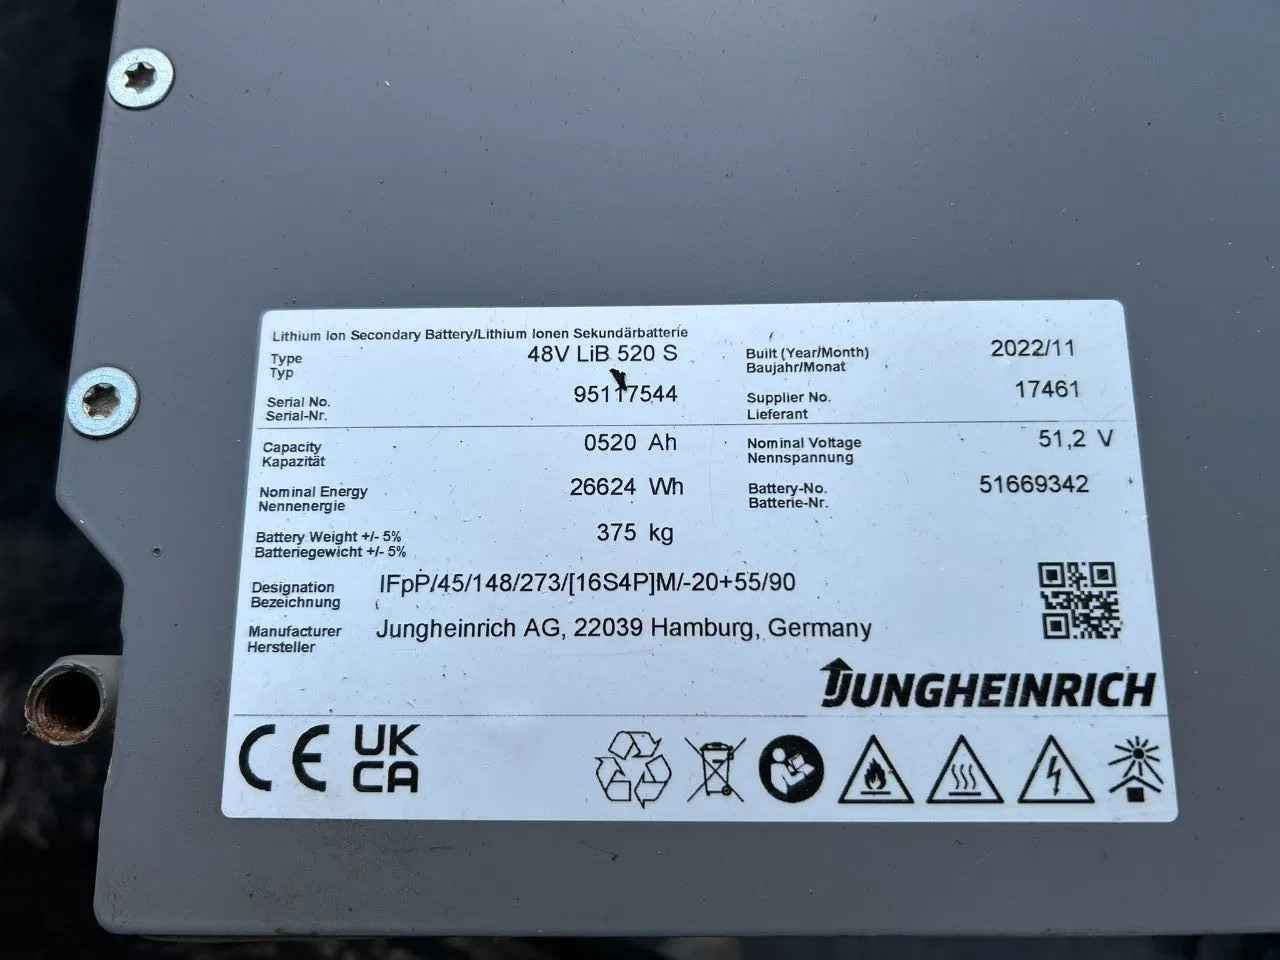 Lithium Ion Secondary Battery/Lithium Ionen Sekundärbatterie
Type
Typ
48V LiB 520 S
Built (Year/Month)
Baujahr/Monat
2022/11
Serial No.
Serial-Nr.
95117544
Supplier No.
Lieferant
17461
Capacity
Kapazität
0520 Ah
Nominal Voltage
Nennspannung
51,2 V
Nominal Energy
Nennenergie
26624 Wh
Battery-No.
Batterie-Nr.
51669342
Battery Weight +/- 5%
Batteriegewicht +/- 5%
375 kg
Designation
Bezeichnung
IFpP/45/148/273/[16S4P]M/-20+55/90
Manufacturer
Hersteller
Jungheinrich AG, 22039 Hamburg, Germany
JUNGHEINRICH
CE
UK
CA